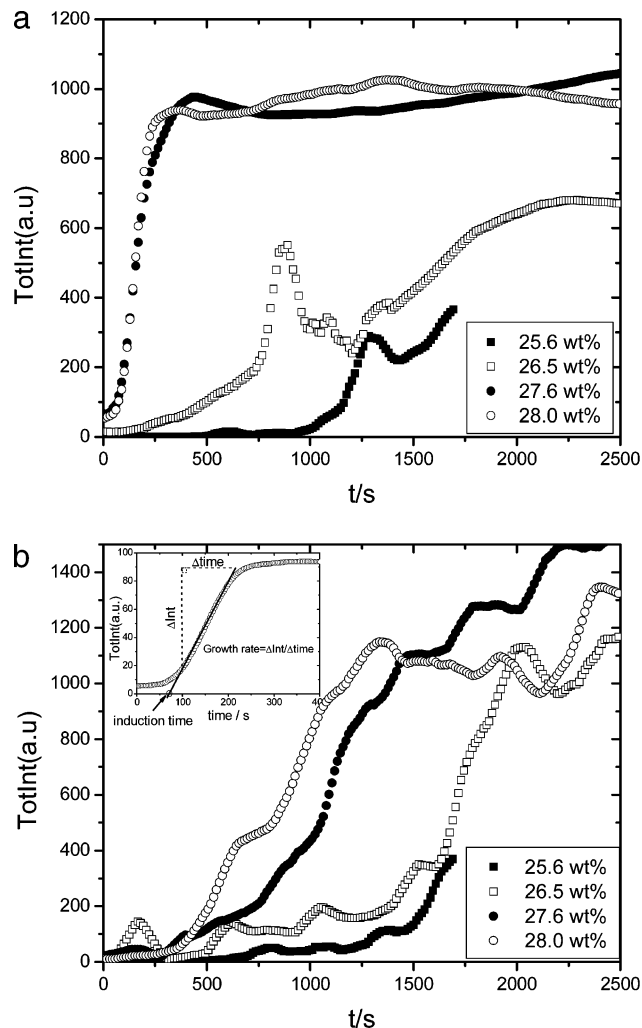 a
TotInt(a.u)
1200
1000
800
600
400
200
0
25.6 wt%
26.5 wt%
27.6 wt%
28.0 wt%
0 500 1000 1500 2000 2500
t/s
b
TotInt(a.u)
1400
1200
1000
800
600
400
200
0
TotInt(a.u.)
100
80
60
40
20
0
Δtime
ΔInt
Growth rate=ΔInt/Δtime
0 100 200 300 40
induction time
time / s
25.6 wt%
26.5 wt%
27.6 wt%
28.0 wt%
0 500 1000 1500 2000 2500
t/s